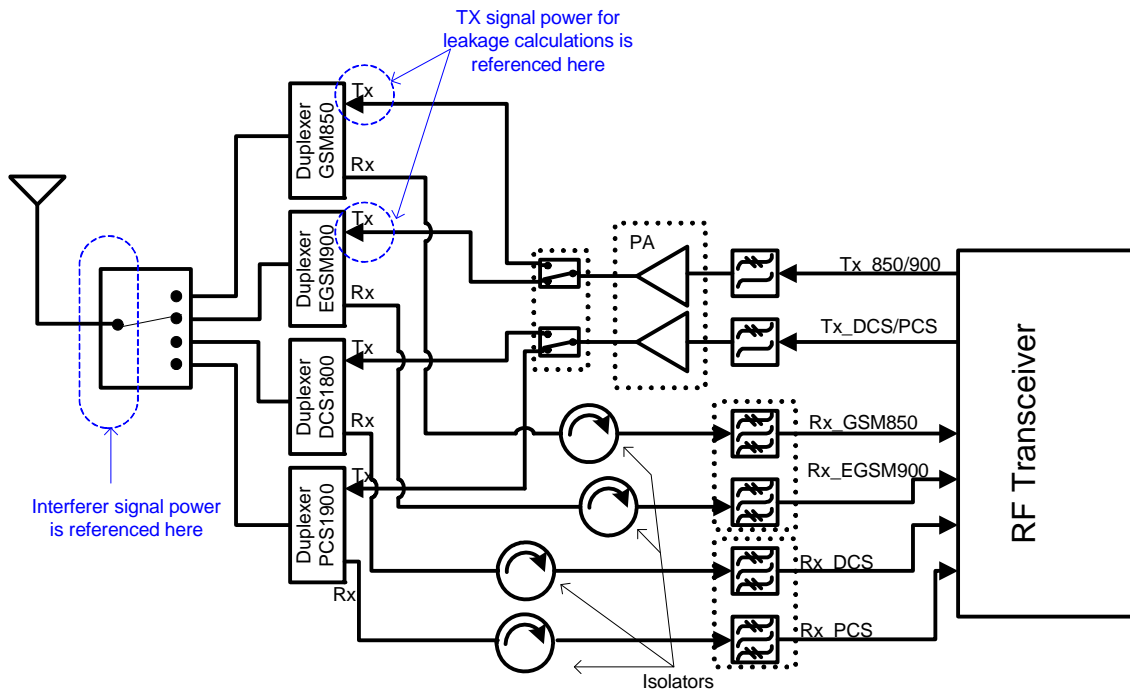 TX signal power for
leakage calculations is
referenced here
Duplexer
GSM850
Tx
Rx
Duplexer
EGSM900
Tx
Rx
PA
Tx_850/900
Tx_DCS/PCS
Duplexer
DCS1800
Tx
Rx
Duplexer
PCS1900
Tx
Rx
Rx_GSM850
Rx_EGSM900
Rx_DCS
Rx_PCS
RF Transceiver
Interferer signal power
is referenced here
Isolators